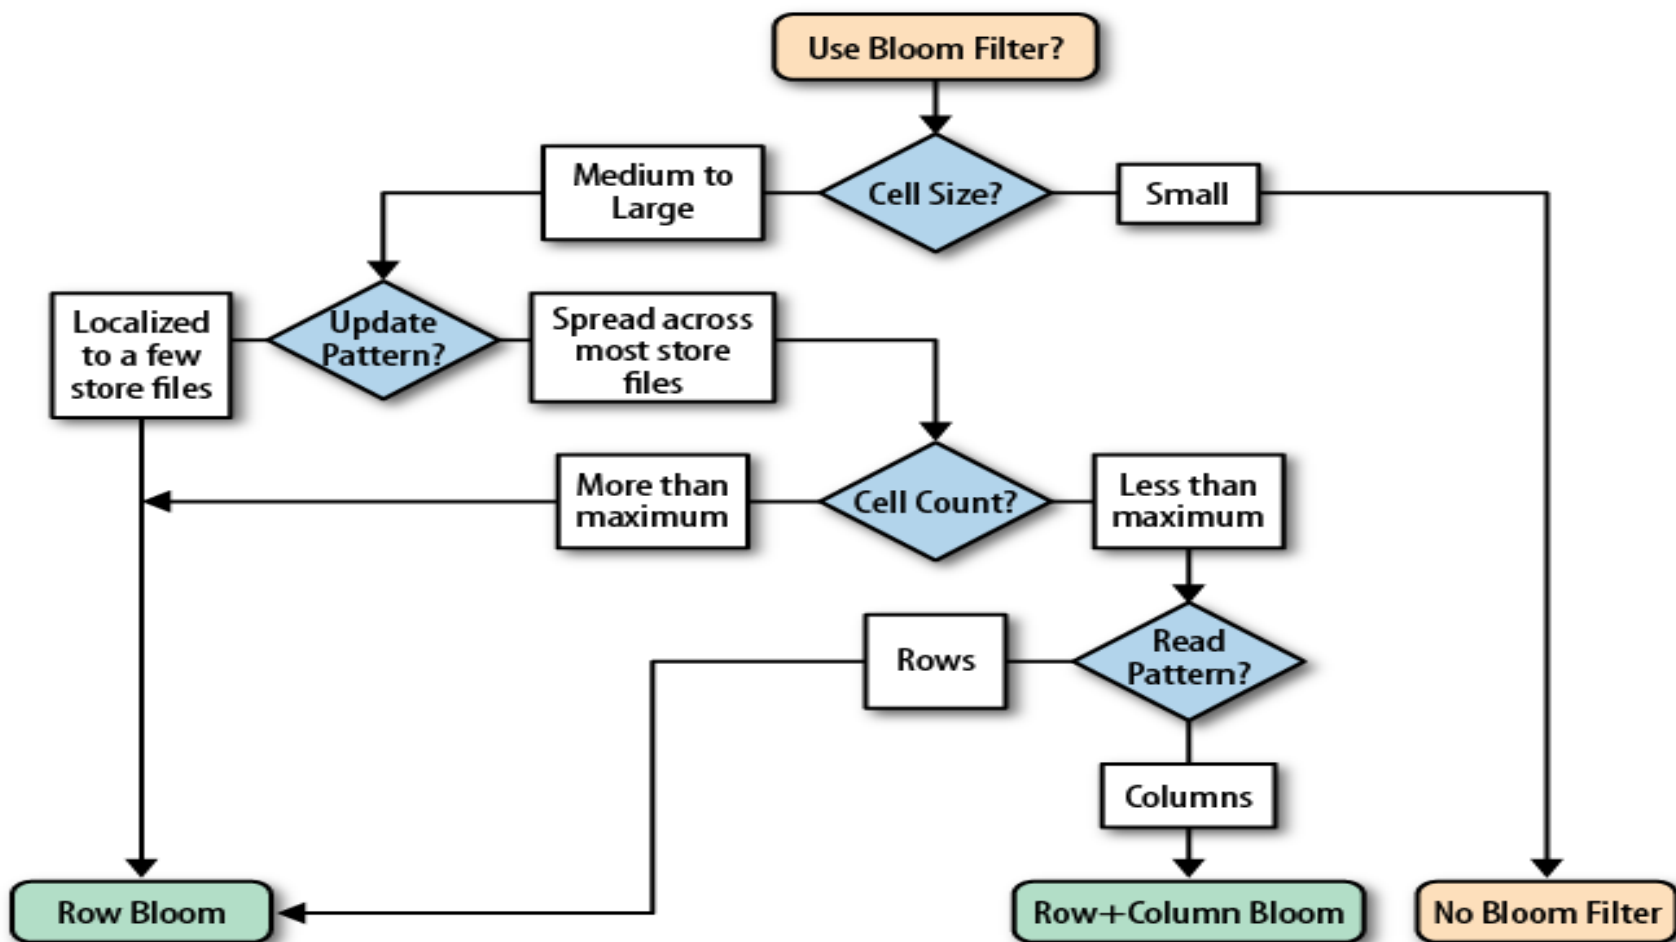 Use Bloom Filter?
Medium to
Large
Cell Size?
Small
Localized
to a few
store files
Update
Pattern?
Spread across
most store
files
More than
maximum
Cell Count?
Less than
maximum
Rows
Read
Pattern?
Columns
Row Bloom
Row+Column Bloom
No Bloom Filter